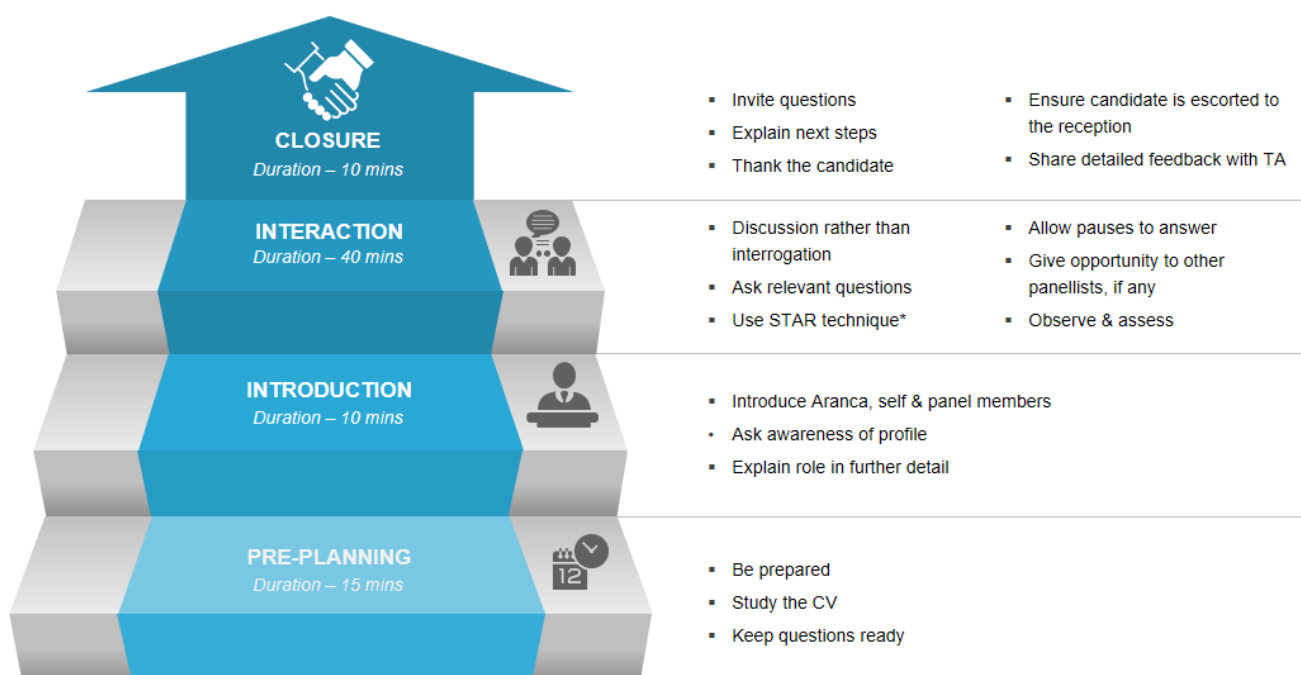 CLOSURE
Duration – 10 mins
▪ Invite questions
▪ Explain next steps
▪ Thank the candidate
▪ Ensure candidate is escorted to
the reception
▪ Share detailed feedback with TA
INTERACTION
Duration – 40 mins
▪ Discussion rather than
interrogation
▪ Ask relevant questions
▪ Use STAR technique*
▪ Allow pauses to answer
▪ Give opportunity to other
panellists, if any
▪ Observe & assess
INTRODUCTION
Duration – 10 mins
▪ Introduce Aranca, self & panel members
▪ Ask awareness of profile
▪ Explain role in further detail
PRE-PLANNING
Duration – 15 mins
12
▪ Be prepared
▪ Study the CV
▪ Keep questions ready